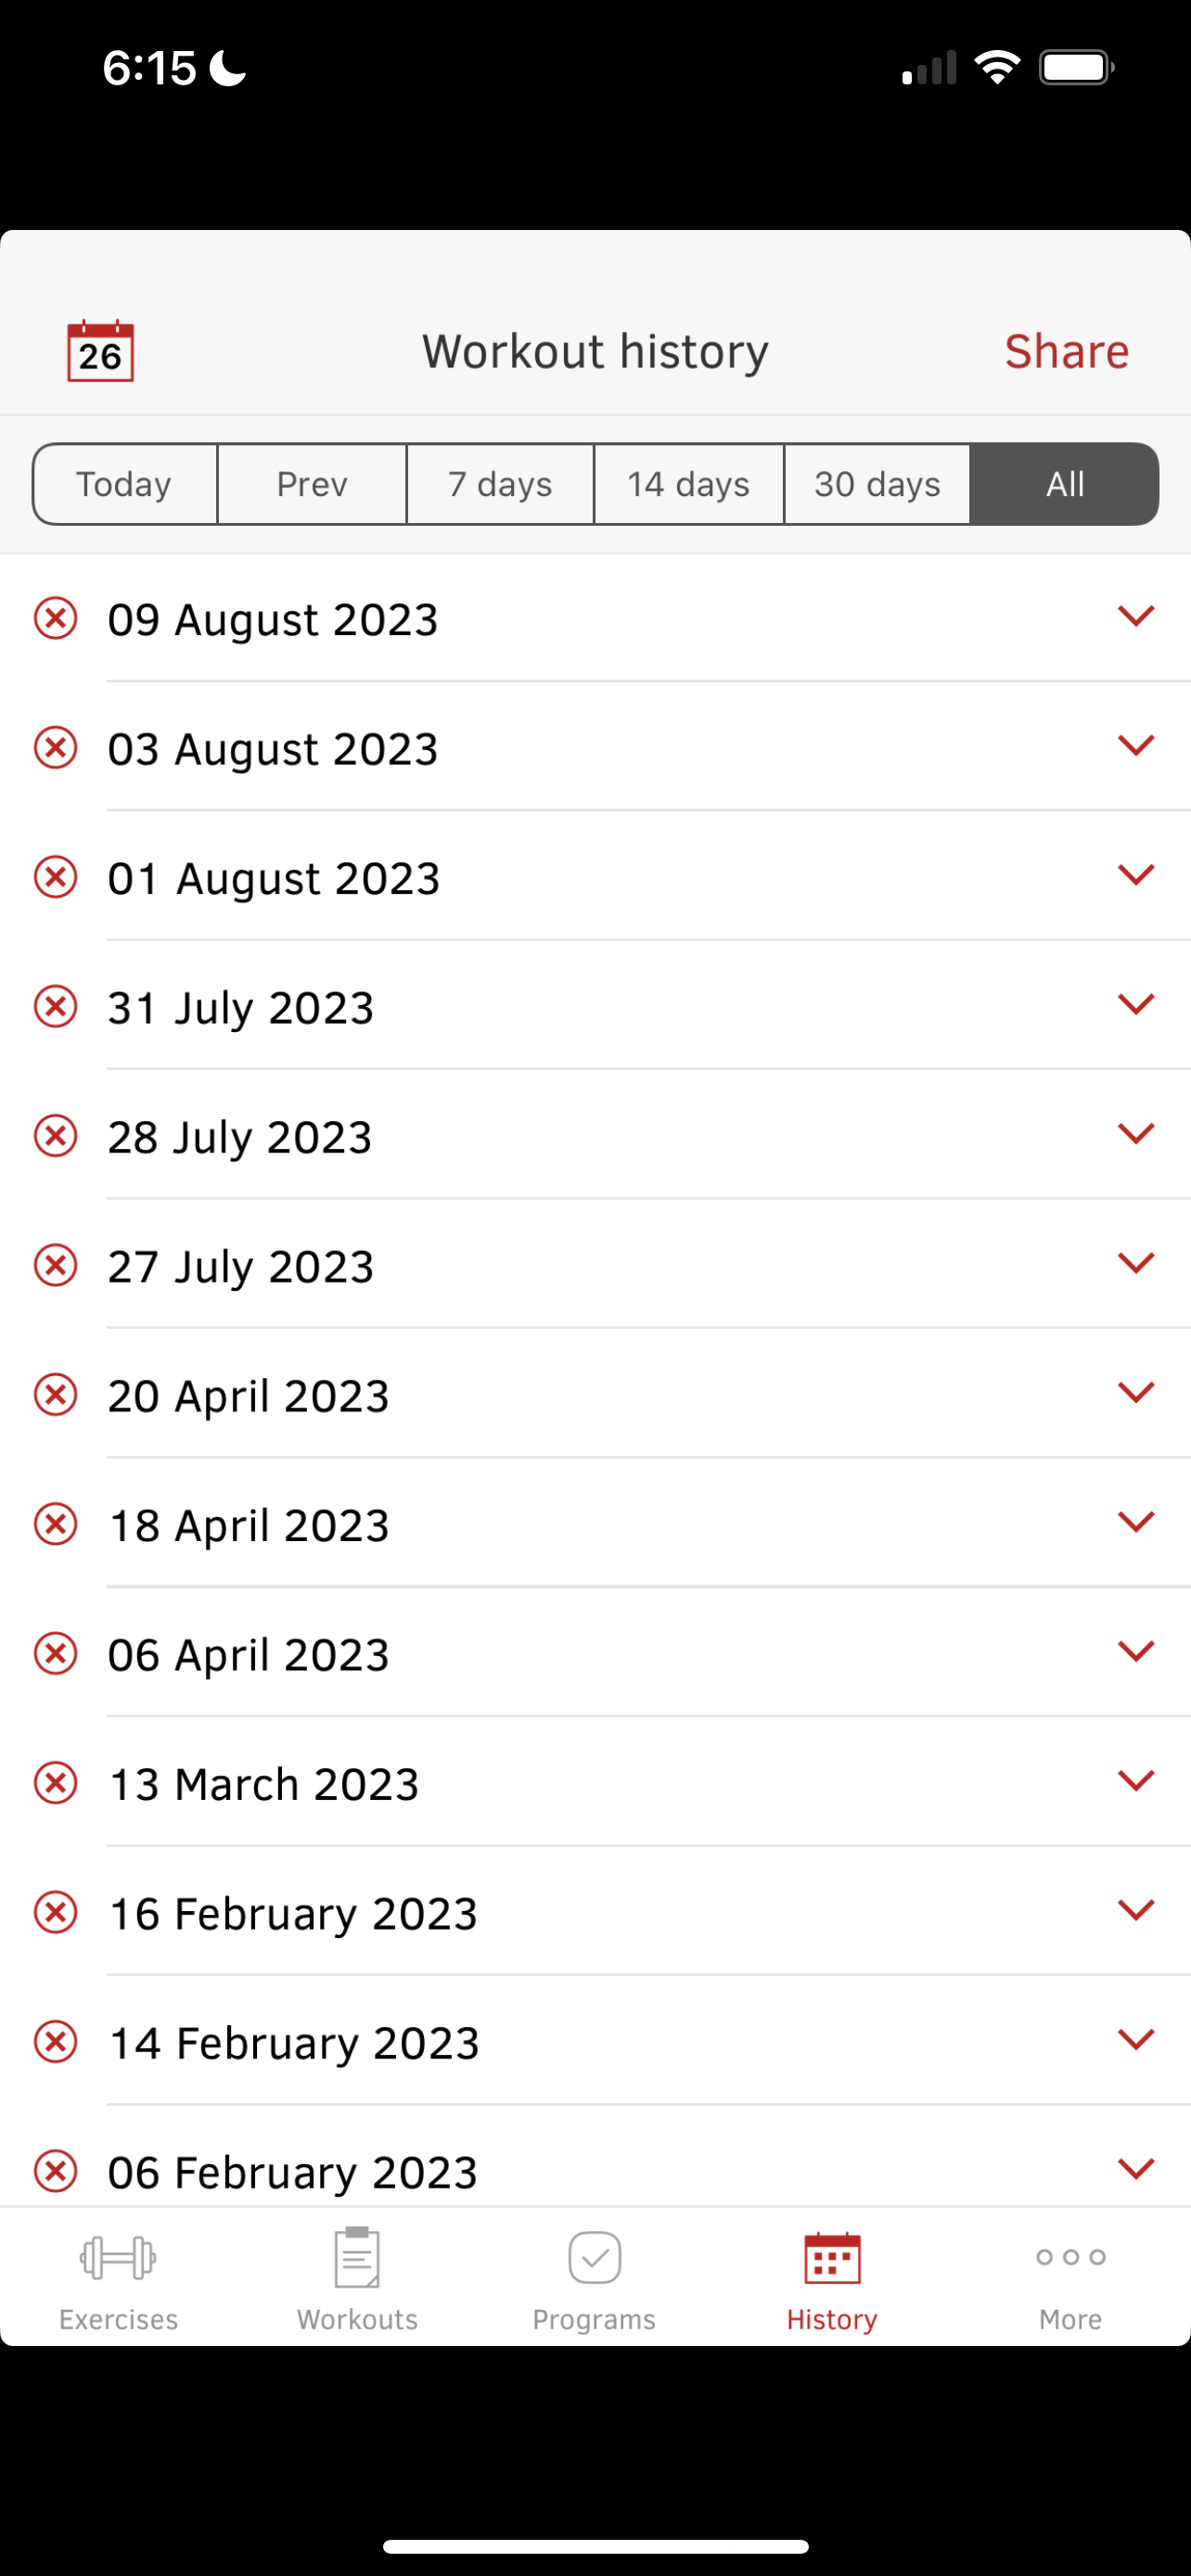 6:15
26 Workout history Share
Today Prev 7 days 14 days 30 days All
09 August 2023
03 August 2023
01 August 2023
31 July 2023
28 July 2023
27 July 2023
20 April 2023
18 April 2023
06 April 2023
13 March 2023
16 February 2023
14 February 2023
06 February 2023
Exercises Workouts Programs History More